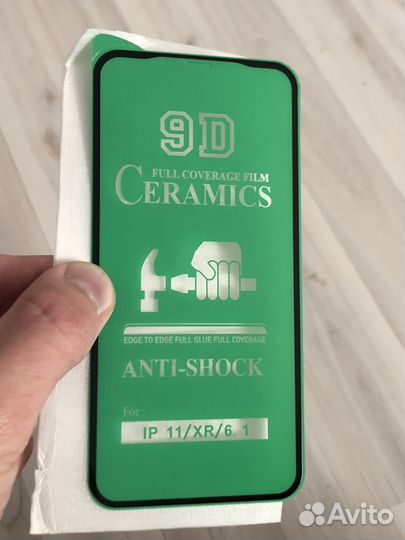 9D
FULL COVERAGE FILM
CERAMICS
EDGE TO EDGE FULL GLUE FULL COVERAGE
ANTI-SHOCK
For :
IP 11/XR/6.1
Avito